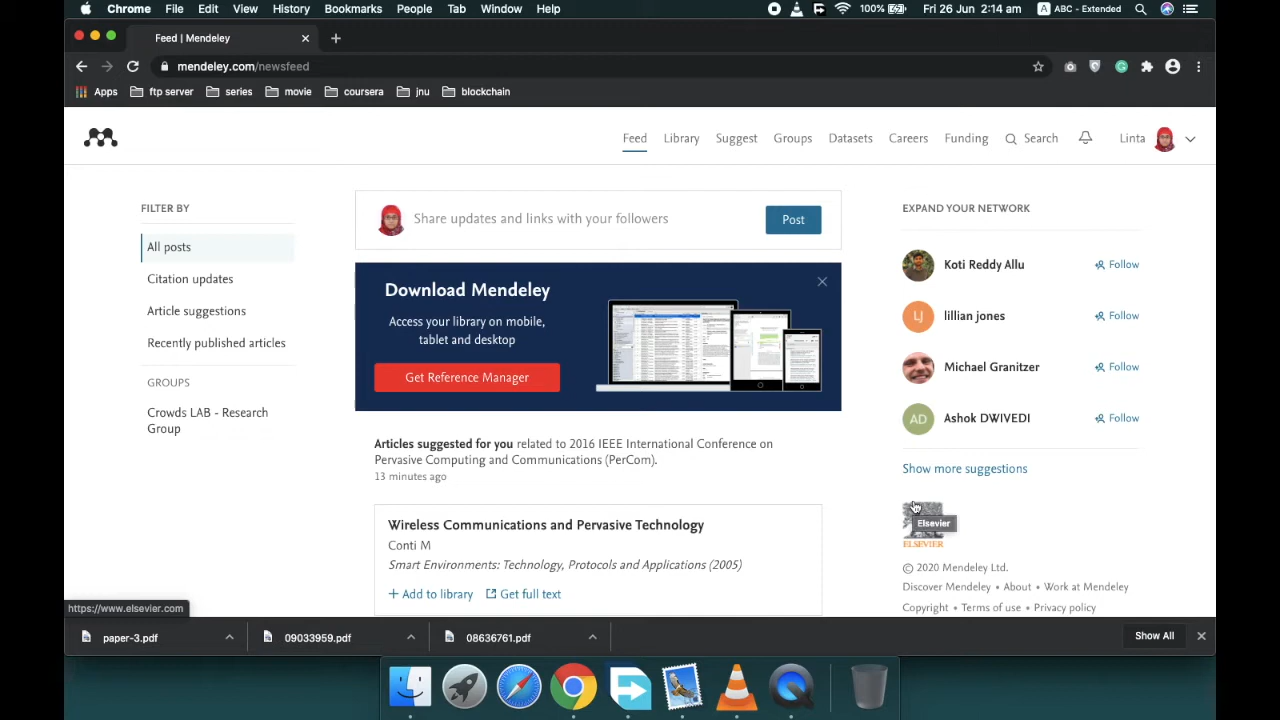 Chrome File Edit View History Bookmarks People Tab Window Help 100% Fri 26 Jun 2:14 am A ABC - Extended
Feed | Mendeley
mendeley.com/newsfeed
Apps ftp server series movie coursera jnu blockchain
Feed Library Suggest Groups Datasets Careers Funding Search Linta
FILTER BY
All posts
Citation updates
Article suggestions
Recently published articles
GROUPS
Crowds LAB - Research
Group
Share updates and links with your followers Post
Download Mendeley
Access your library on mobile,
tablet and desktop
Get Reference Manager
Articles suggested for you related to 2016 IEEE International Conference on
Pervasive Computing and Communications (PerCom).
13 minutes ago
Wireless Communications and Pervasive Technology
Conti M
Smart Environments: Technology, Protocols and Applications (2005)
+ Add to library Get full text
EXPAND YOUR NETWORK
Koti Reddy Allu Follow
LJ lillian jones Follow
Michael Granitzer Follow
AD Ashok DWIVEDI Follow
Show more suggestions
Elsevier
ELSEVIER
© 2020 Mendeley Ltd.
Discover Mendeley • About • Work at Mendeley
Copyright • Terms of use • Privacy policy
https://www.elsevier.com
paper-3.pdf 09033959.pdf 08636761.pdf Show All